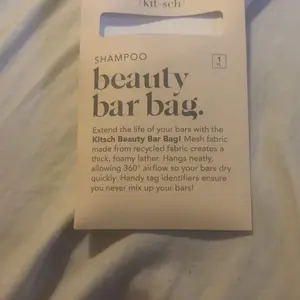 kit·sch
SHAMPOO
beauty
bar bag.
1
Extend the life of your bars with the
Kitsch Beauty Bar Bag! Mesh fabric
made from recycled fabric creates a
thick, foamy lather. Hangs neatly,
allowing 360° airflow so your bars dry
quickly. Handy tag identifiers ensure
you never mix up your bars!